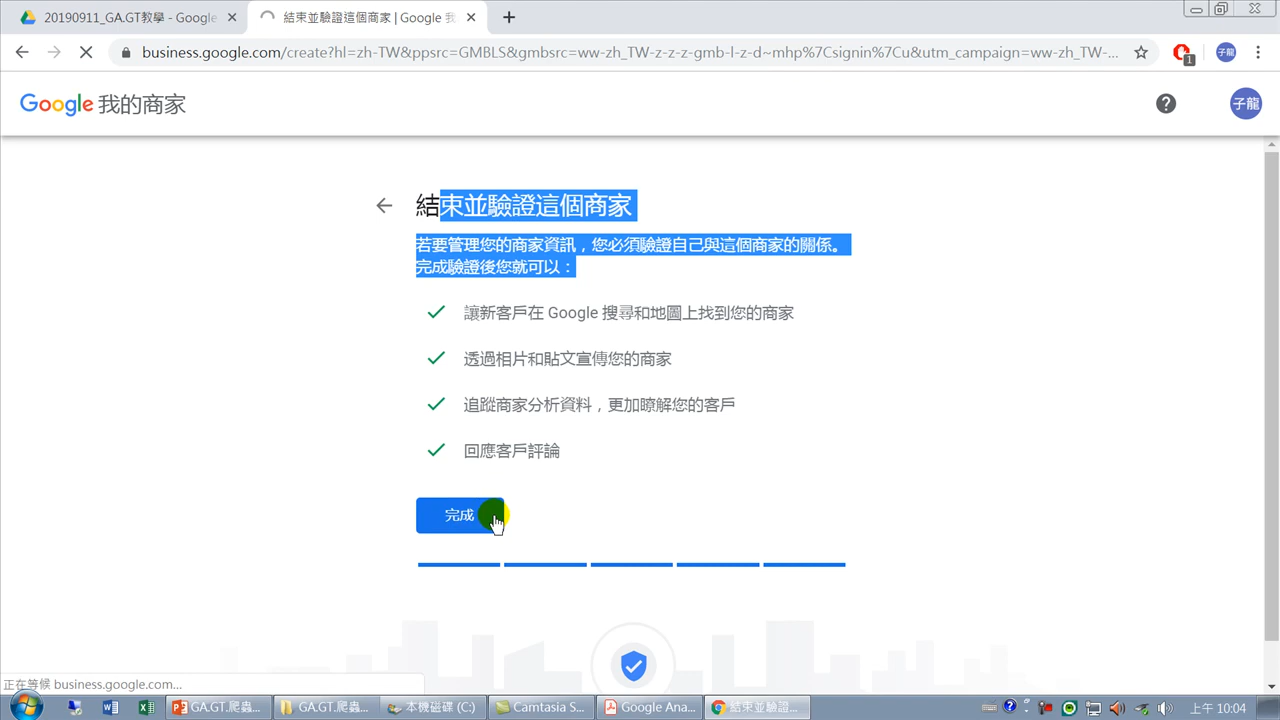 20190911_GA.GT教學 - Google
結束並驗證這個商家 | Google 我
business.google.com/create?hl=zh-TW&ppsrc=GMBLS&gmbsrc=ww-zh_TW-z-z-z-gmb-l-z-d~mhp%7Csignin%7Cu&utm_campaign=ww-zh_TW-...
1
子龍
Google 我的商家
子龍
結束並驗證這個商家
若要管理您的商家資訊，您必須驗證自己與這個商家的關係。
完成驗證後您就可以：
讓新客戶在 Google 搜尋和地圖上找到您的商家
透過相片和貼文宣傳您的商家
追蹤商家分析資料，更加瞭解您的客戶
回應客戶評論
完成
正在等候 business.google.com...
GA.GT.爬蟲...
GA.GT.爬蟲...
本機磁碟 (C:)
Camtasia S...
Google Ana...
結束並驗證...
上午 10:04